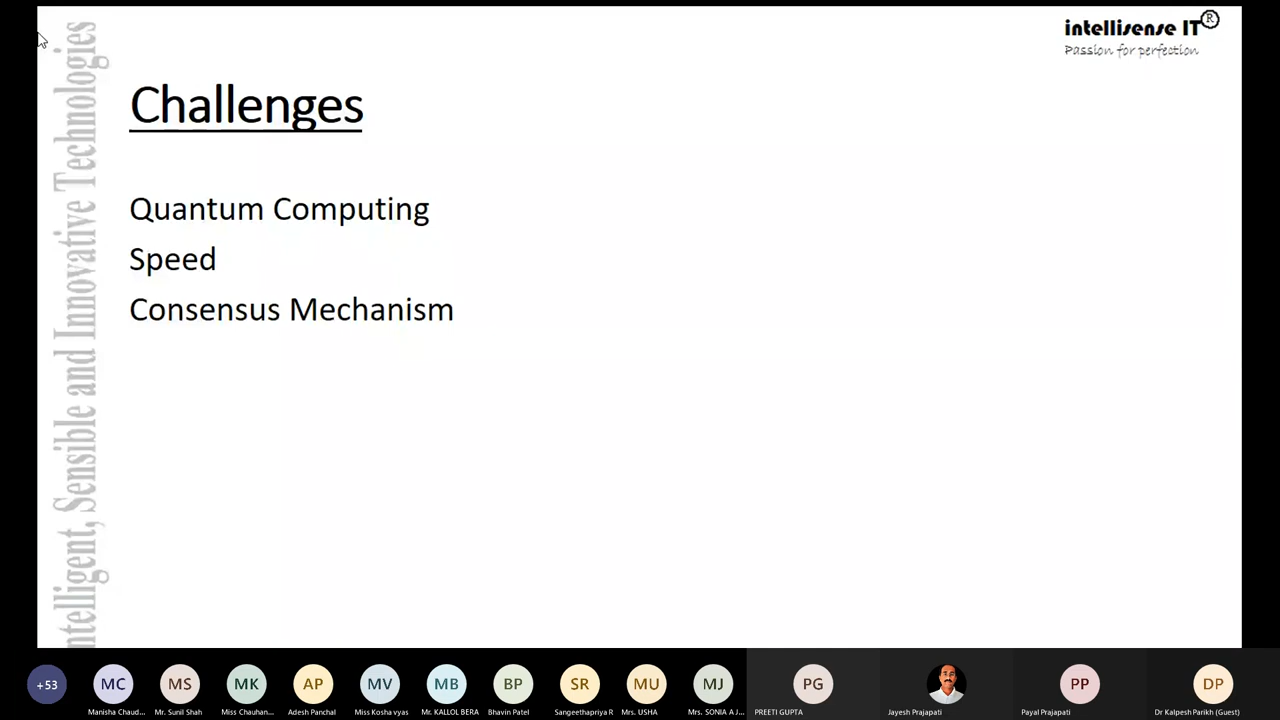 intellisense IT ®
Passion for perfection
Intelligent, Sensible and Innovative Technologies
Challenges
Quantum Computing
Speed
Consensus Mechanism
+53
MC
MS
MK
AP
MV
MB
BP
SR
MU
MJ
PG
PP
DP
Manisha Chaud...
Mr. Sunil Shah
Miss Chauhan...
Adesh Panchal
Miss Kosha vyas
Mr. KALLOL BERA
Bhavin Patel
Sangeethapriya R
Mrs. USHA
Mrs. SONIA A J...
PREETI GUPTA
Jayesh Prajapati
Payal Prajapati
Dr Kalpesh Parikh (Guest)